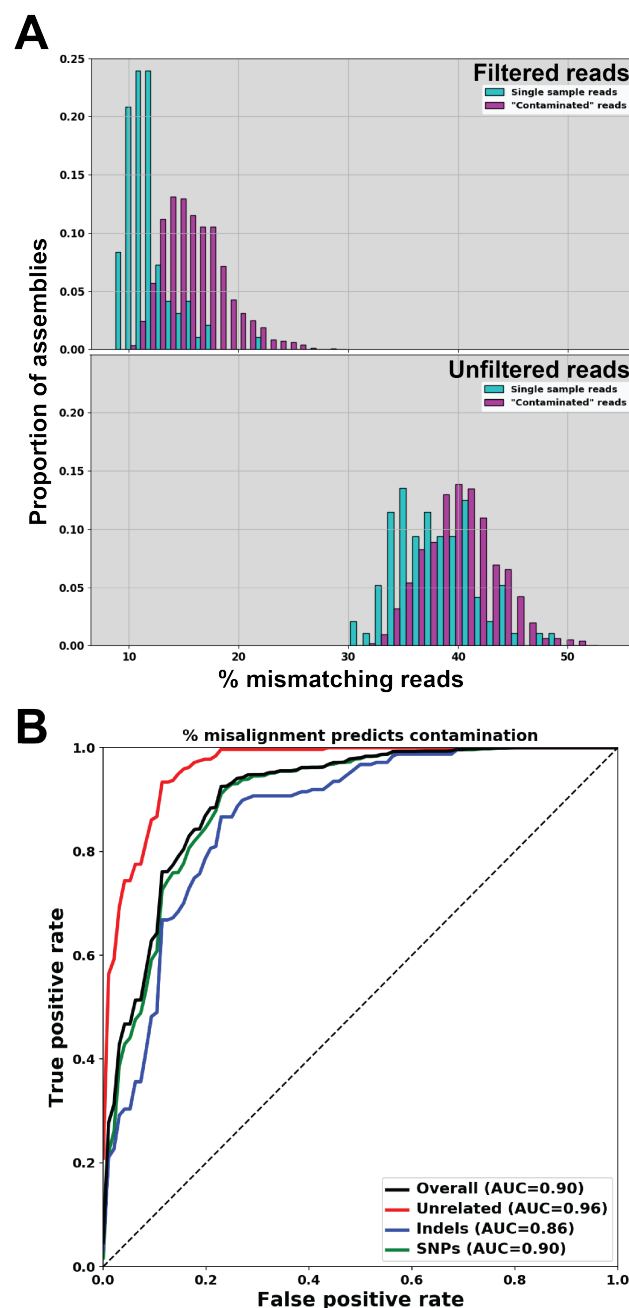 A
Filtered reads
Single sample reads
"Contaminated" reads
0.25
0.20
0.15
0.10
0.05
0.00
Proportion of assemblies
Unfiltered reads
Single sample reads
"Contaminated" reads
0.20
0.15
0.10
0.05
0.00
10 20 30 40 50
% mismatching reads
B
% misalignment predicts contamination
1.0
0.8
0.6
0.4
0.2
0.0
True positive rate
Overall (AUC=0.90)
Unrelated (AUC=0.96)
Indels (AUC=0.86)
SNPs (AUC=0.90)
0.0 0.2 0.4 0.6 0.8 1.0
False positive rate